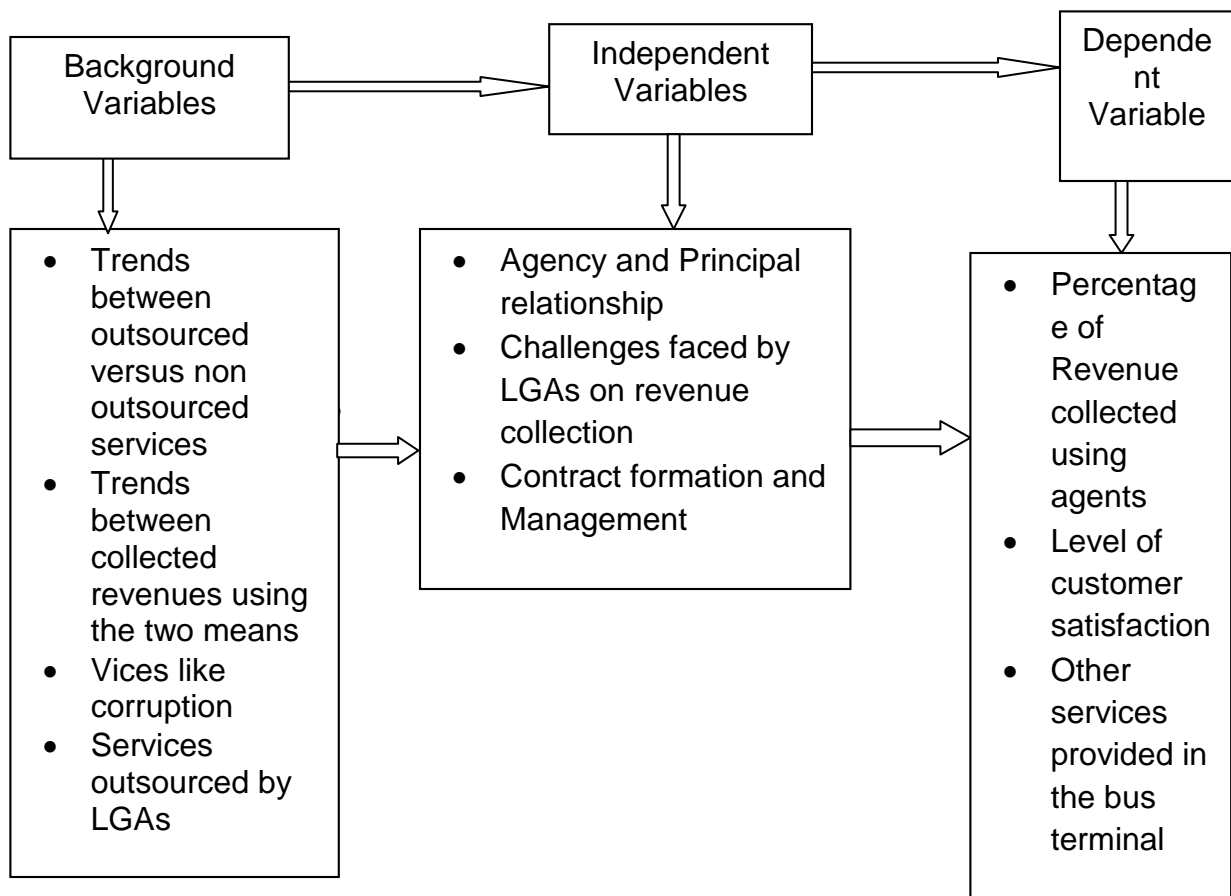 Background
Variables
Independent
Variables
Depende
nt
Variable
• Trends
between
outsourced
versus non
outsourced
services
• Trends
between
collected
revenues using
the two means
• Vices like
corruption
• Services
outsourced by
LGAs
• Agency and Principal
relationship
• Challenges faced by
LGAs on revenue
collection
• Contract formation and
Management
• Percentag
e of
Revenue
collected
using
agents
• Level of
customer
satisfaction
• Other
services
provided in
the bus
terminal